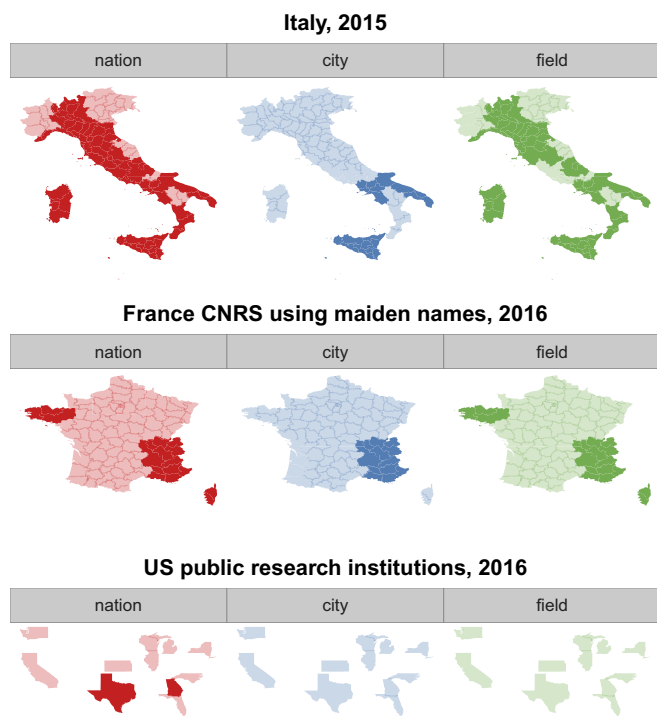 Italy, 2015
nation city field
France CNRS using maiden names, 2016
nation city field
US public research institutions, 2016
nation city field